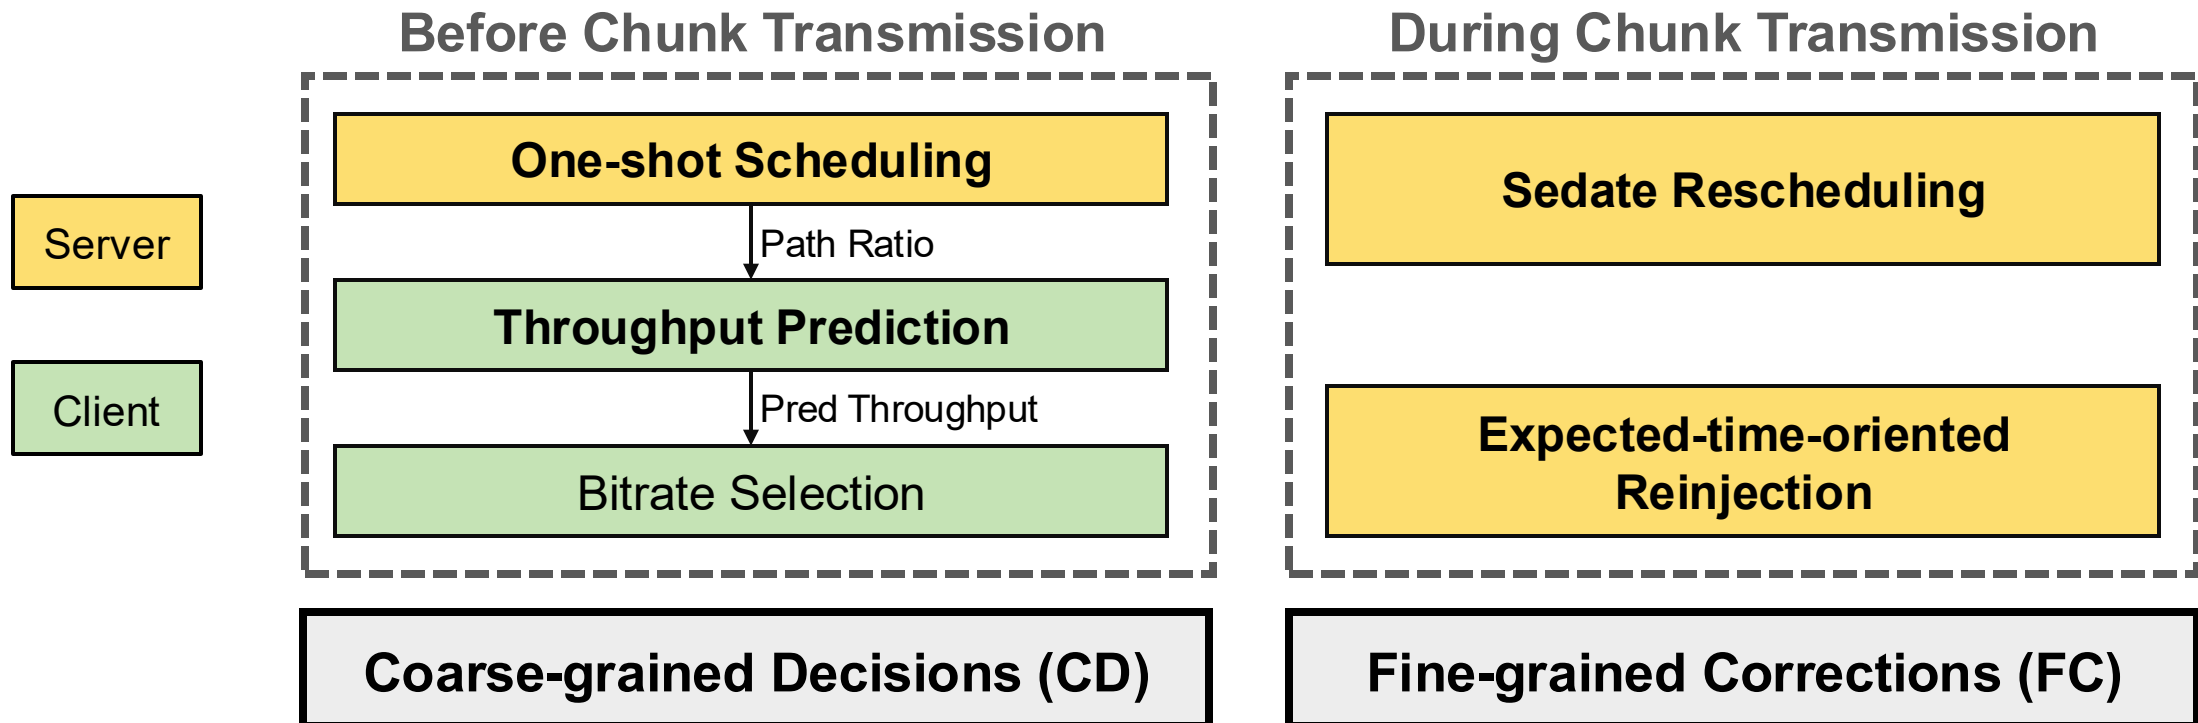 Before Chunk Transmission
During Chunk Transmission
Server
Client
One-shot Scheduling
Path Ratio
Throughput Prediction
Pred Throughput
Bitrate Selection
Sedate Rescheduling
Expected-time-oriented
Reinjection
Coarse-grained Decisions (CD)
Fine-grained Corrections (FC)